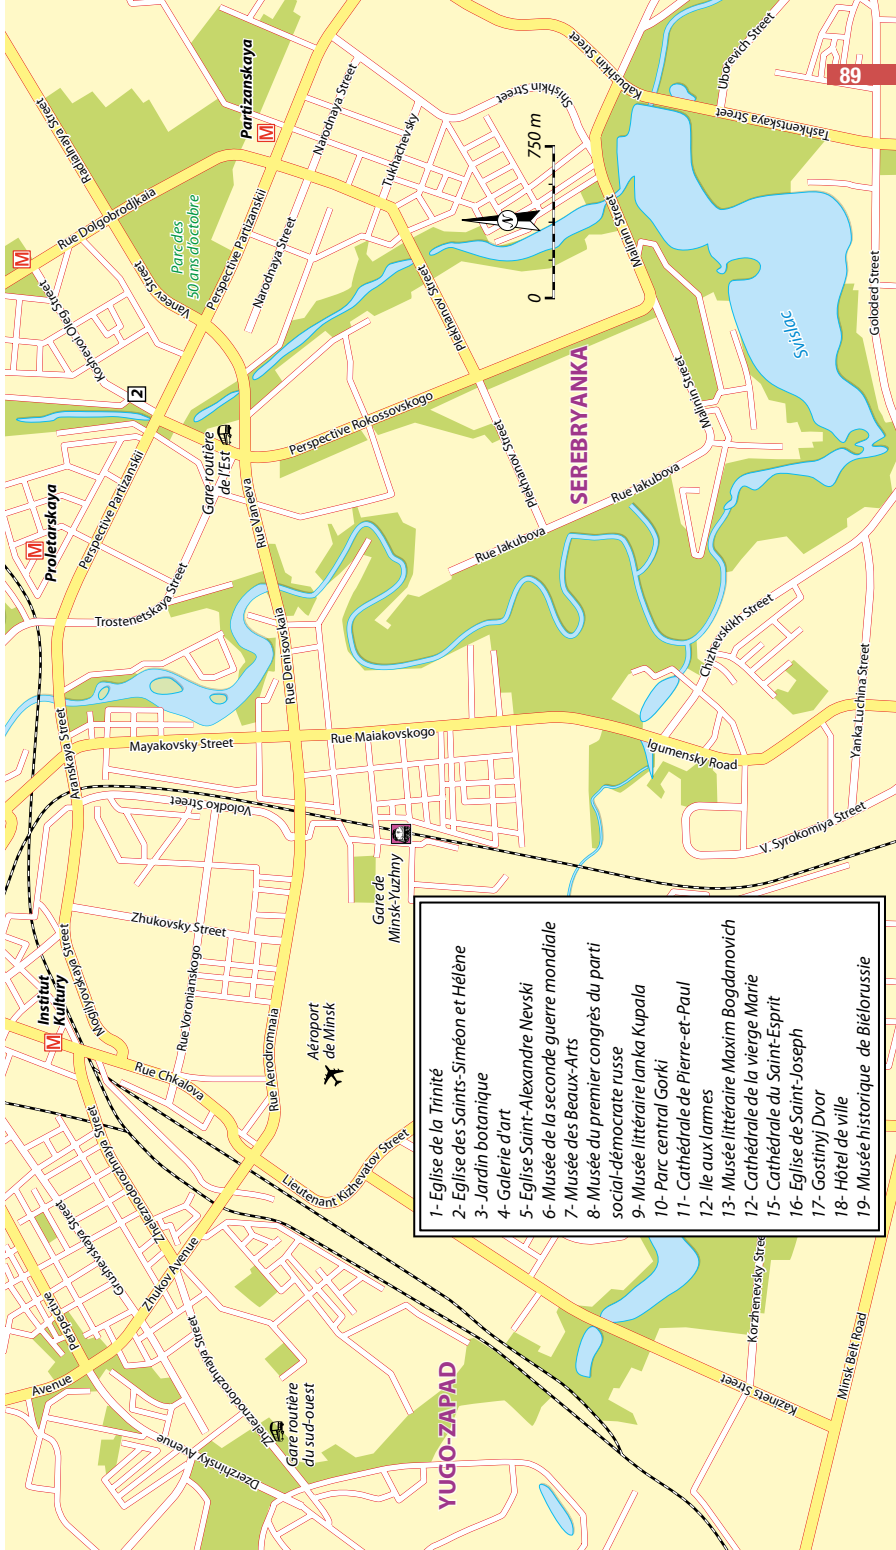 89
Partizanskaya
M
M
M
M
Proletarskaya
Institut
Kultury
Radialnaya Street
Rue Dolgobrodjkaia
Parc des
50 ans d'octobre
Koshevoï Oleg Street
Vaneev Street
Perspective Partizanskii
Narodnaya Street
Narodnaya Street
Tukhachevsky
Shishkin Street
Kabushkin Street
Uborevich Street
Tashkentskaya Street
Malinin Street
Plekhanov Street
0
750 m
N
Svislac
Goloded Street
2
Gare routière
de l'Est
Perspective Rokossovskogo
SEREBRYANKA
Malinin Street
Perspective Partizanskii
Rue Vaneeva
Plekhanov Street
Rue Iakubova
Rue Iakubova
Trostenetskaya Street
Rue Denisovskaia
Chizhevskikh Street
Yanka Luchina Street
Aranskaya Street
Mayakovsky Street
Rue Maiakovskogo
Igumensky Road
Volodko Street
V. Syrokomiya Street
Gare de
Minsk-Yuzhny
Zhukovsky Street
Mogilyovskaya Street
Rue Voronianskogo
Rue Aerodromnaia
Aéroport
de Minsk
Rue Chkalova
Lieutenant Kizhevatov Street
Zheleznodorozhnaya Street
Grushevskaya Street
Zhukov Avenue
Perspective
Avenue
Zheleznodorozhnaya Street
Dzerzhinsky Avenue
Gare routière
du sud-ouest
YUGO-ZAPAD
Korzhenevsky Stree
Kazinets Street
Minsk Belt Road
1- Eglise de la Trinité
2- Eglise des Saints-Siméon et Hélène
3- Jardin botanique
4- Galerie d'art
5- Eglise Saint-Alexandre Nevski
6- Musée de la seconde guerre mondiale
7- Musée des Beaux-Arts
8- Musée du premier congrès du parti
social-démocrate russe
9- Musée littéraire Ianka Kupala
10- Parc central Gorki
11- Cathédrale de Pierre-et-Paul
12- Ile aux larmes
13- Musée littéraire Maxim Bogdanovich
12- Cathédrale de la vierge Marie
15- Cathédrale du Saint-Esprit
16- Eglise de Saint-Joseph
17- Gostinyj Dvor
18- Hôtel de ville
19- Musée historique de Biélorussie